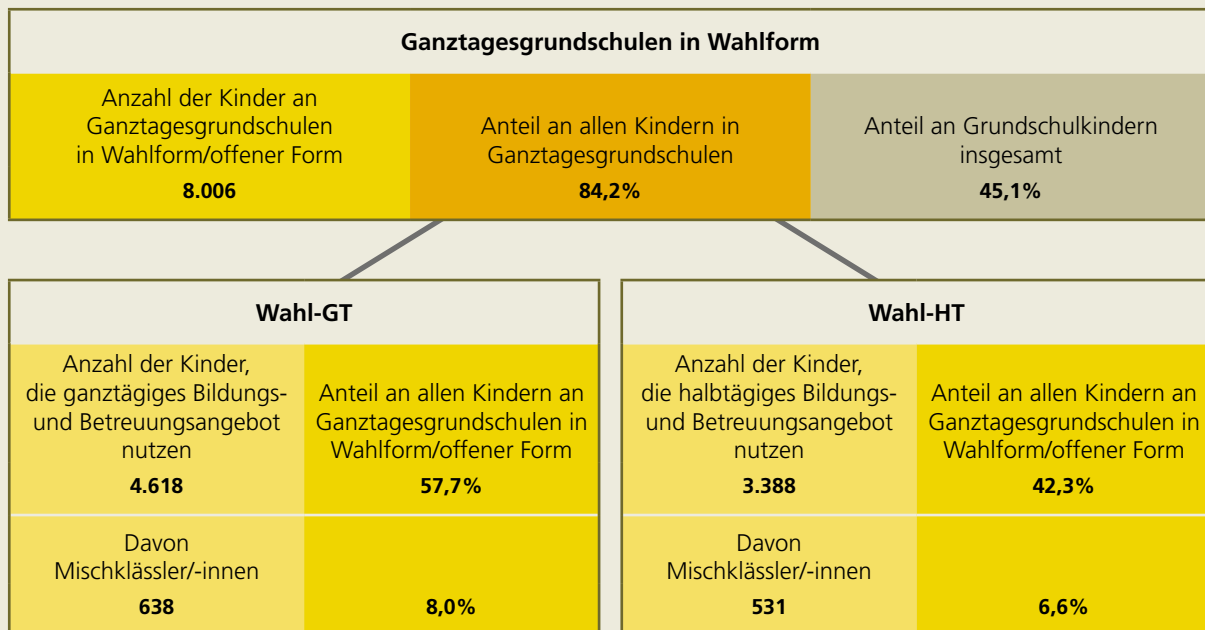 Ganztagesgrundschulen in Wahlform
Anzahl der Kinder an
Ganztagesgrundschulen
in Wahlform/offener Form
8.006
Anteil an allen Kindern in
Ganztagesgrundschulen
84,2%
Anteil an Grundschulkindern
insgesamt
45,1%
Wahl-GT
Anzahl der Kinder,
die ganztägiges Bildungs-
und Betreuungsangebot
nutzen
4.618
Anteil an allen Kindern an
Ganztagesgrundschulen in
Wahlform/offener Form
57,7%
Davon
Mischklässler/-innen
638
8,0%
Wahl-HT
Anzahl der Kinder,
die halbtägiges Bildungs-
und Betreuungsangebot
nutzen
3.388
Anteil an allen Kindern an
Ganztagesgrundschulen in
Wahlform/offener Form
42,3%
Davon
Mischklässler/-innen
531
6,6%